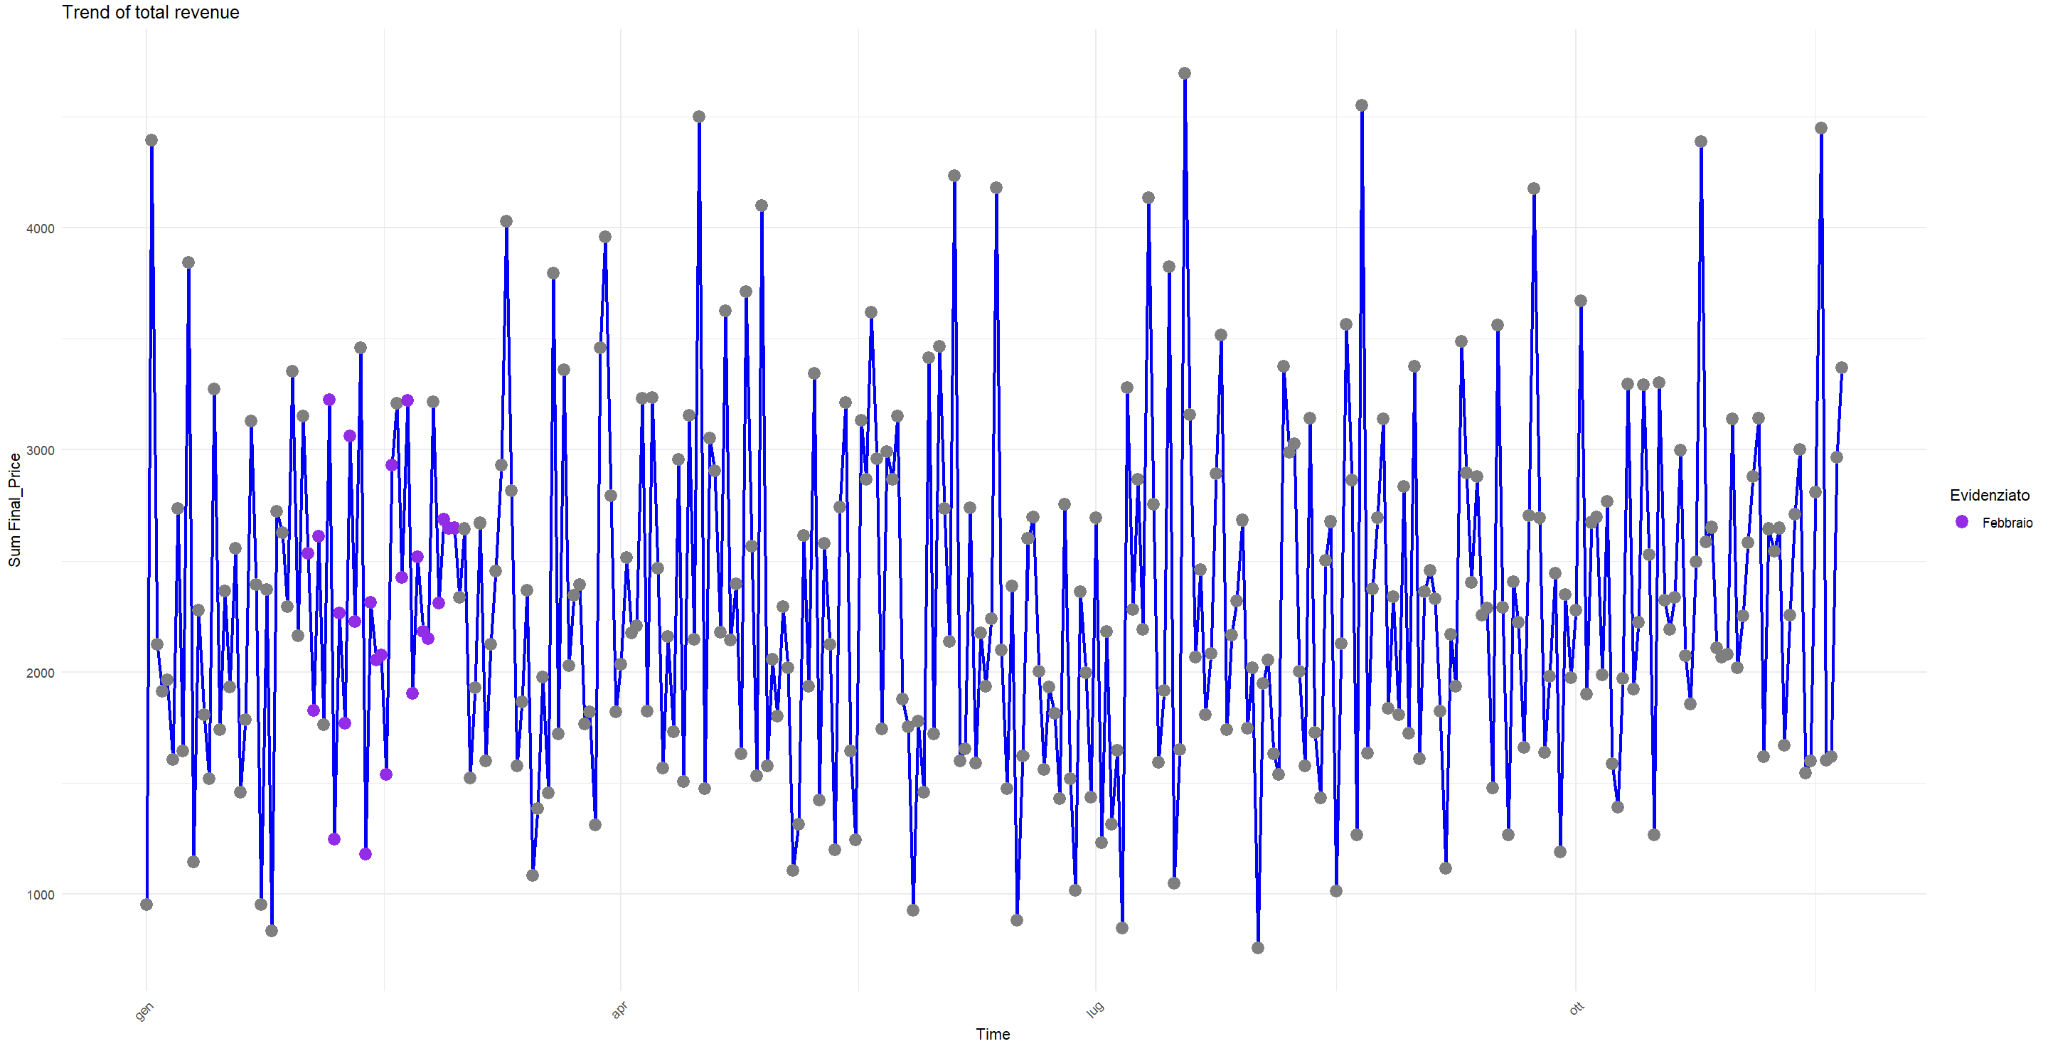 Trend of total revenue
Sum Final_Price
4000
3000
2000
1000
gen
apr
lug
ott
Time
Evidenziato
Febbraio